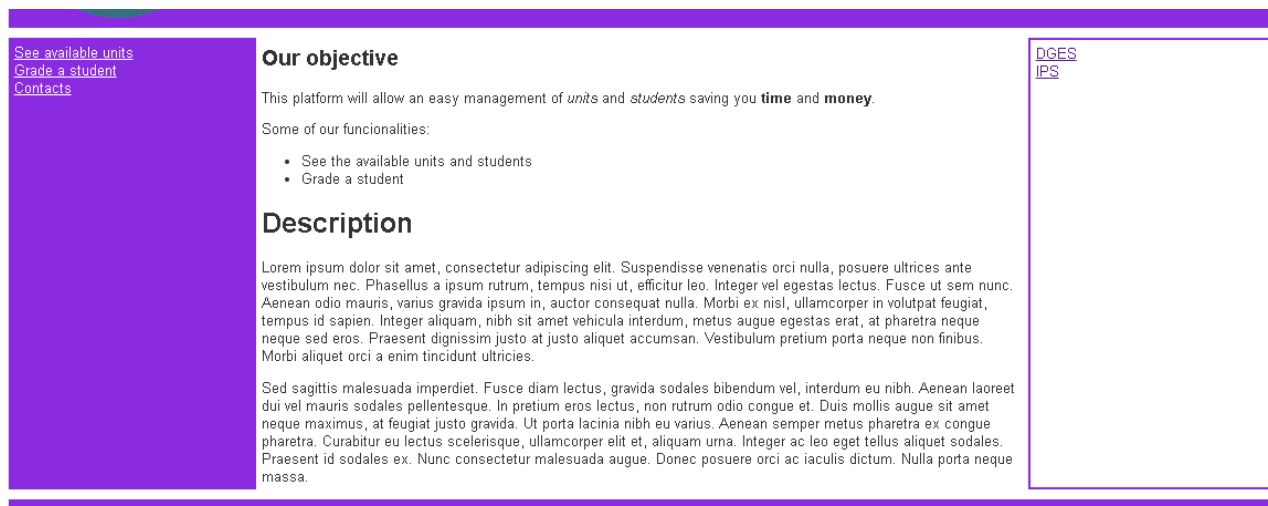 See available units
Grade a student
Contacts
Our objective
This platform will allow an easy management of units and students saving you time and money.
Some of our funcionalities:
• See the available units and students
• Grade a student
Description
Lorem ipsum dolor sit amet, consectetur adipiscing elit. Suspendisse venenatis orci nulla, posuere ultrices ante
vestibulum nec. Phasellus a ipsum rutrum, tempus nisi ut, efficitur leo. Integer vel egestas lectus. Fusce ut sem nunc.
Aenean odio mauris, varius gravida ipsum in, auctor consequat nulla. Morbi ex nisl, ullamcorper in volutpat feugiat,
tempus id sapien. Integer aliquam, nibh sit amet vehicula interdum, metus augue egestas erat, at pharetra neque
neque sed eros. Praesent dignissim justo at justo aliquet accumsan. Vestibulum pretium porta neque non finibus.
Morbi aliquet orci a enim tincidunt ultricies.
Sed sagittis malesuada imperdiet. Fusce diam lectus, gravida sodales bibendum vel, interdum eu nibh. Aenean laoreet
dui vel mauris sodales pellentesque. In pretium eros lectus, non rutrum odio congue et. Duis mollis augue sit amet
neque maximus, at feugiat justo gravida. Ut porta lacinia nibh eu varius. Aenean semper metus pharetra ex congue
pharetra. Curabitur eu lectus scelerisque, ullamcorper elit et, aliquam urna. Integer ac leo eget tellus aliquet sodales.
Praesent id sodales ex. Nunc consectetur malesuada augue. Donec posuere orci ac iaculis dictum. Nulla porta neque
massa.
DGES
IPS